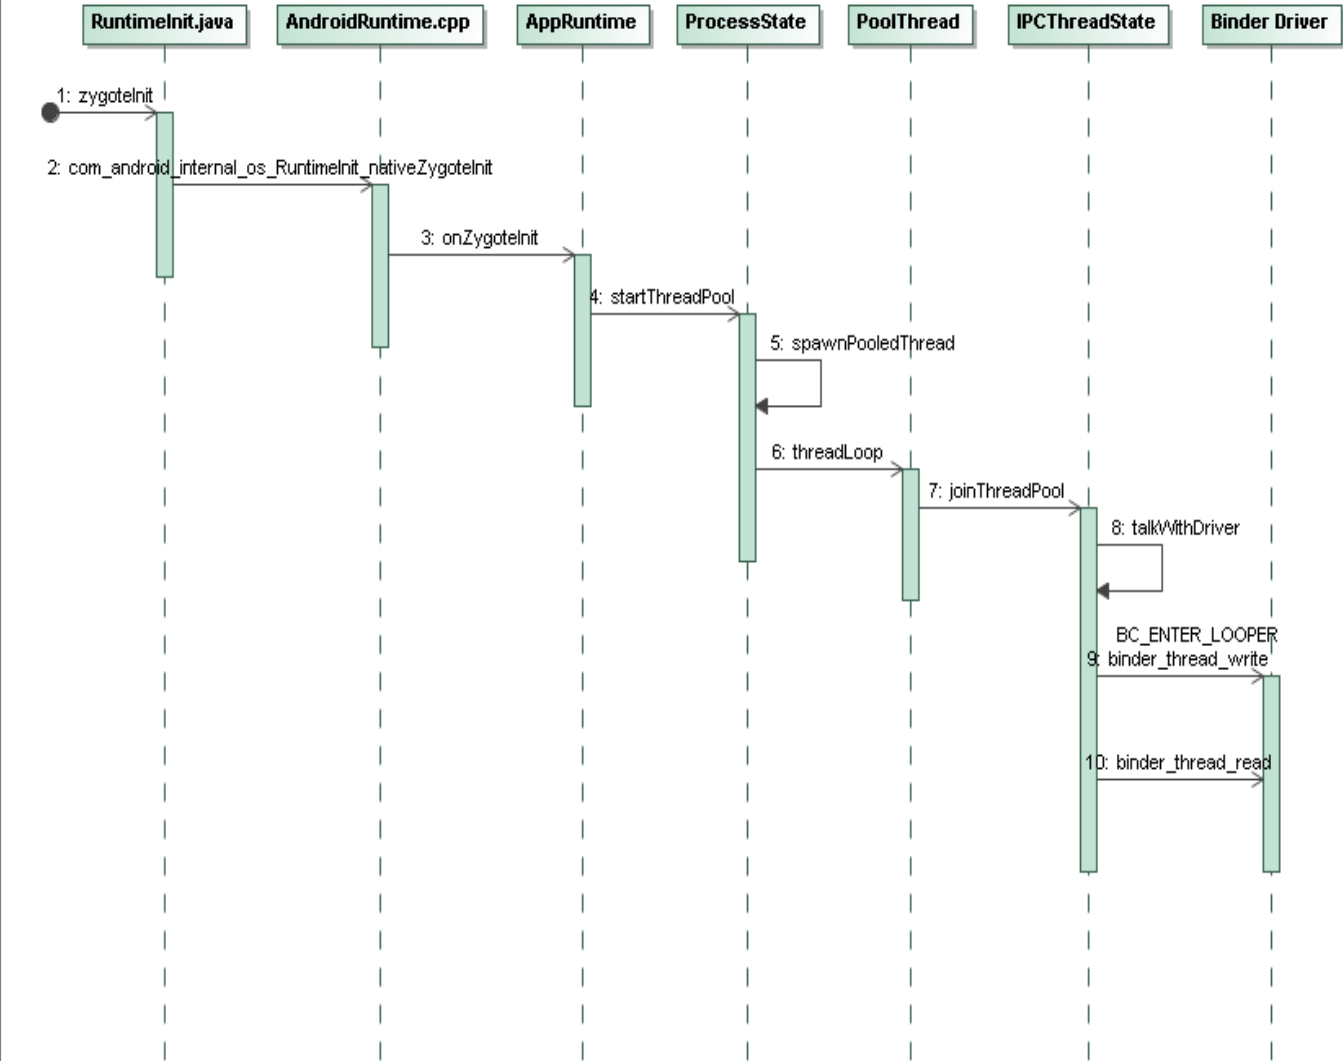 RuntimeInit.java
AndroidRuntime.cpp
AppRuntime
ProcessState
PoolThread
IPCThreadState
Binder Driver
1: zygoteInit
2: com_android_internal_os_RuntimeInit_nativeZygoteInit
3: onZygoteInit
4: startThreadPool
5: spawnPooledThread
6: threadLoop
7: joinThreadPool
8: talkWithDriver
BC_ENTER_LOOPER
9: binder_thread_write
10: binder_thread_read